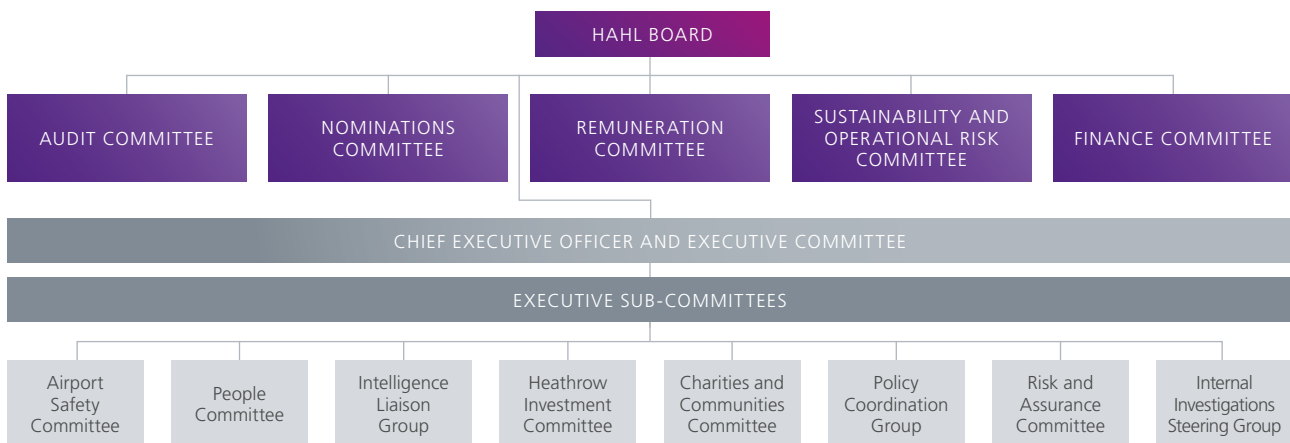 HAHL BOARD
AUDIT COMMITTEE
NOMINATIONS
COMMITTEE
REMUNERATION
COMMITTEE
SUSTAINABILITY AND
OPERATIONAL RISK
COMMITTEE
FINANCE COMMITTEE
CHIEF EXECUTIVE OFFICER AND EXECUTIVE COMMITTEE
EXECUTIVE SUB-COMMITTEES
Airport
Safety
Committee
People
Committee
Intelligence
Liaison
Group
Heathrow
Investment
Committee
Charities and
Communities
Committee
Policy
Coordination
Group
Risk and
Assurance
Committee
Internal
Investigations
Steering Group